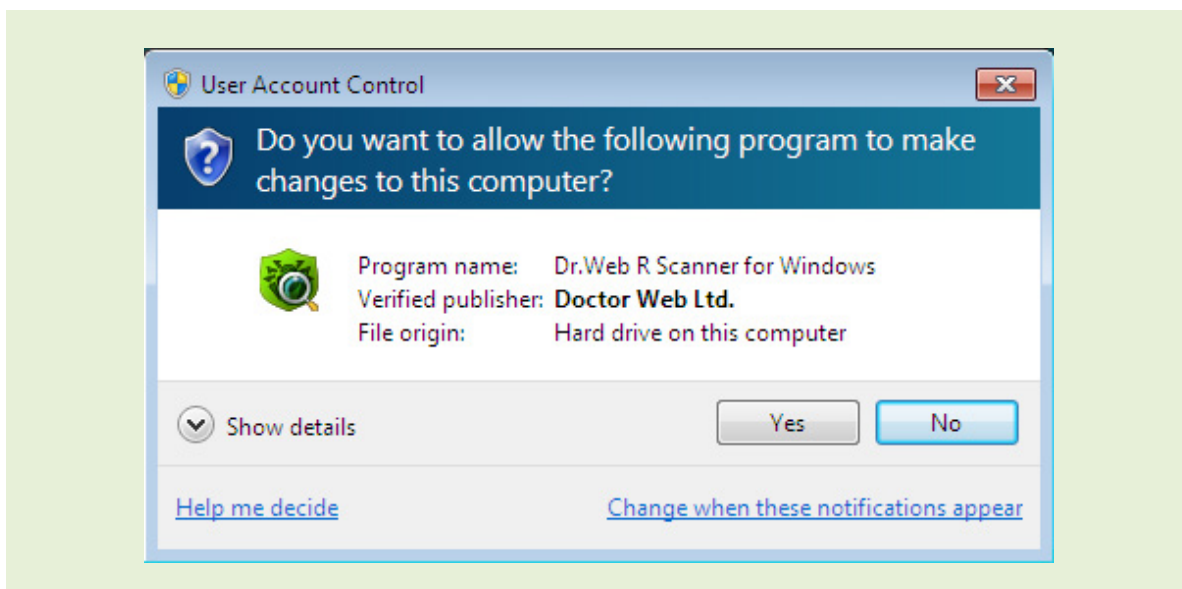 User Account Control
Do you want to allow the following program to make
changes to this computer?
Program name: Dr.Web R Scanner for Windows
Verified publisher: Doctor Web Ltd.
File origin: Hard drive on this computer
Show details Yes No
Help me decide Change when these notifications appear